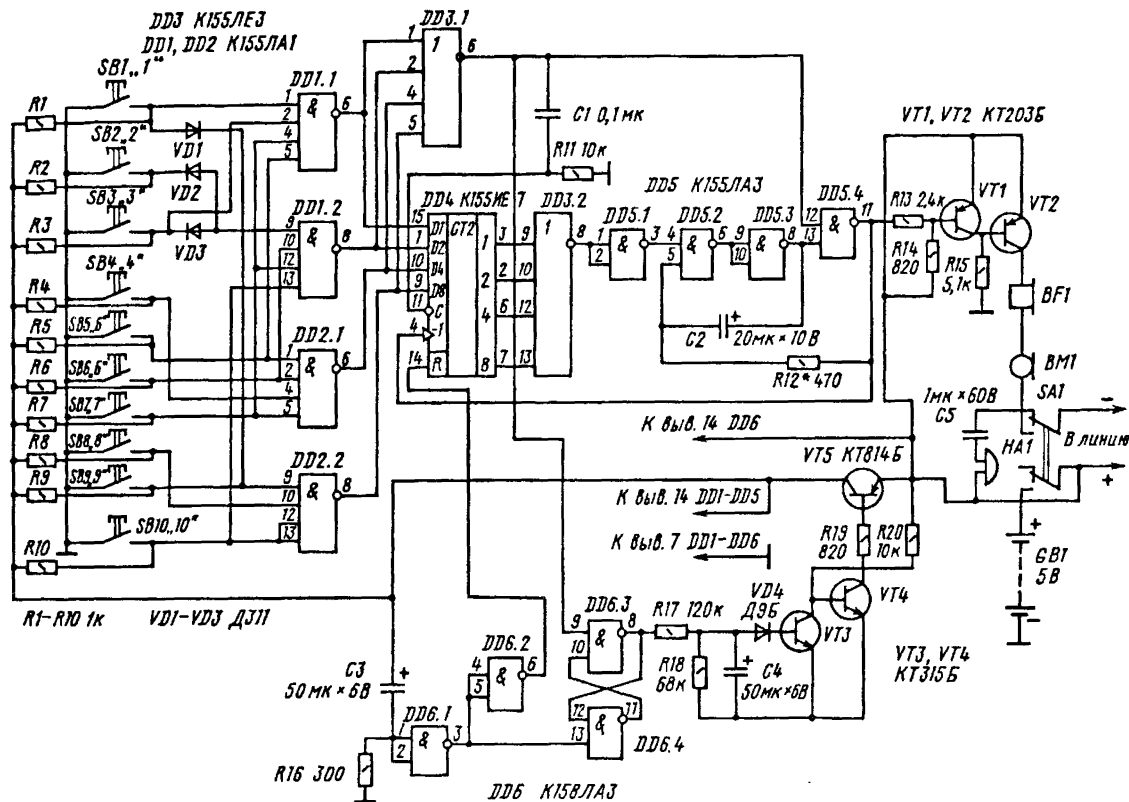 DD3 К155ЛЕ3
DD1, DD2 К155ЛА1
SB1 „1“
R1
SB2 „2“
R2
SB3 „3“
R3
SB4 „4“
R4
SB5 „5“
R5
SB6 „6“
R6
SB7 „7
R7
SB8 „8“
R8
SB9 „9“
R9
SB10 „10“
R10
R1-R10 1к
VD1-VD3 Д311
VD1
VD2
VD3
DD1.1
1
2
4
5
&
6
DD1.2
9
10
12
13
&
8
DD2.1
1
2
4
5
&
6
DD2.2
9
10
12
13
&
8
DD3.1
1
2
4
5
1
6
C1 0,1мк
R11 10к
DD4 К155ИЕ7
15
1
10
9
11
4
14
D1
D2
D4
D8
C
-1
R
CT2
1
2
4
8
3
2
6
7
DD3.2
9
10
12
13
1
8
DD5 К155ЛА3
DD5.1
1
2
&
3
DD5.2
4
5
&
6
DD5.3
9
10
&
8
DD5.4
12
13
&
11
C2
+
20мк × 10В
R12* 470
VT1, VT2 КТ203Б
R13 2,4к
R14
820
R15
5,1к
VT1
VT2
BF1
BM1
SA1
1мк × 60В
C5
HA1
−
В линию
+
GB1
5В
+
-
К выв. 14 DD6
VT5 КТ814Б
К выв. 14 DD1-DD5
К выв. 7 DD1-DD6
R19
820
R20
10к
VT4
VT3
VT3, VT4
КТ315Б
VD4
Д9Б
R17 120к
R18
68к
C4
+
50мк×6В
DD6.3
9
10
&
8
DD6.4
12
13
&
11
DD6.2
4
5
&
6
C3
+
50мк × 6В
DD6.1
1
2
&
3
R16 300
DD6 К158ЛА3